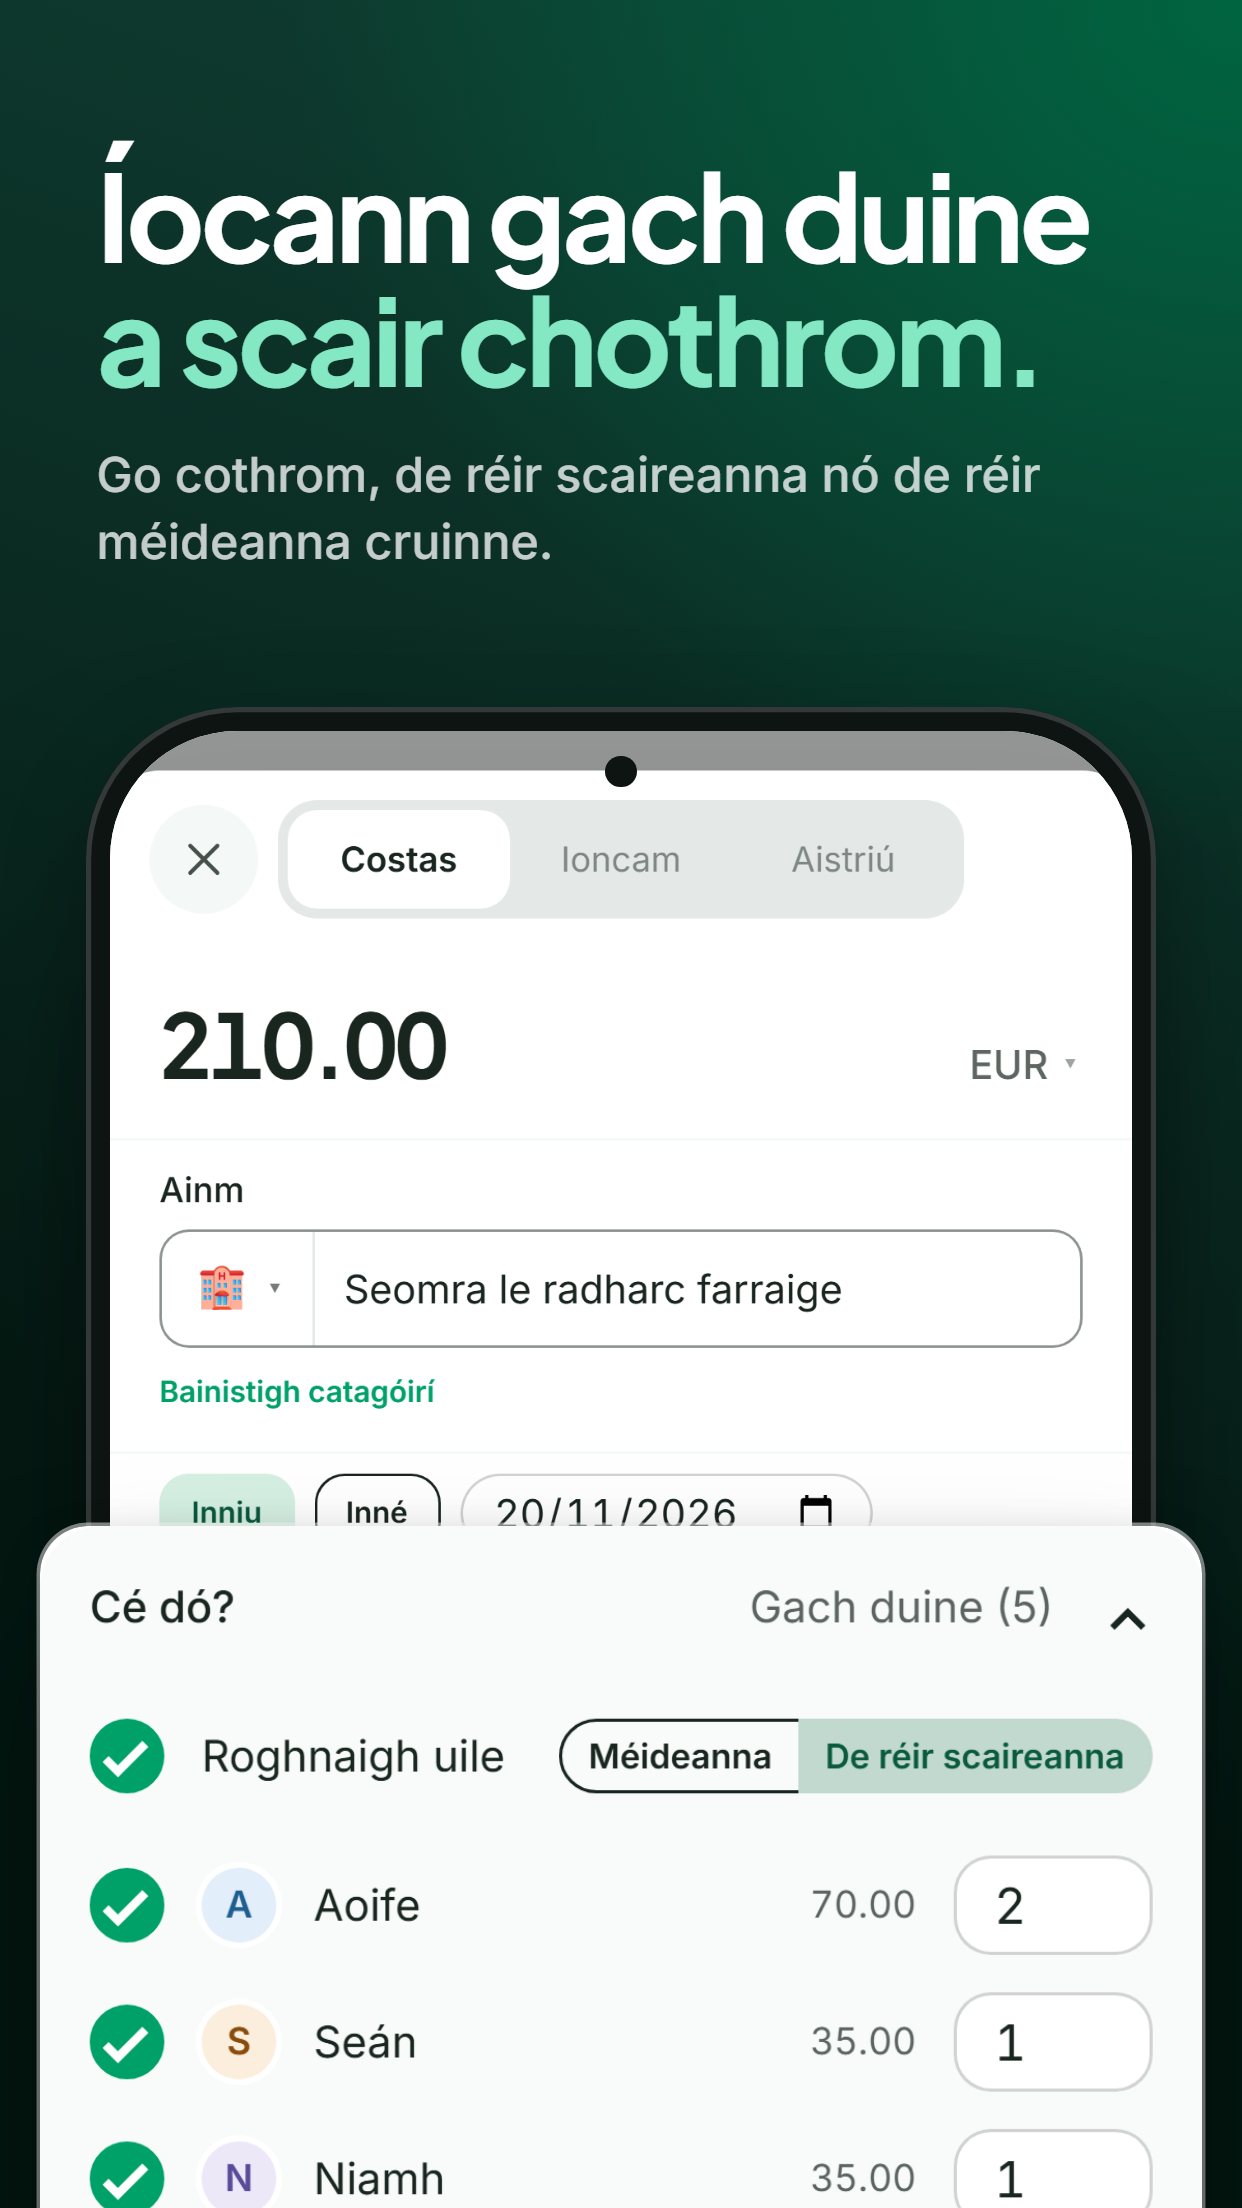 Íocann gach duine
a scair chothrom.
Go cothrom, de réir scaireanna nó de réir
méideanna cruinne.
Costas Ioncam Aistriú
210.00 EUR
Ainm
Seomra le radharc farraige
Bainistigh catagóirí
Inniu Inné 20/11/2026
Cé dó? Gach duine (5)
Roghnaigh uile Méideanna De réir scaireanna
A Aoife 70.00 2
S Seán 35.00 1
N Niamh 35.00 1